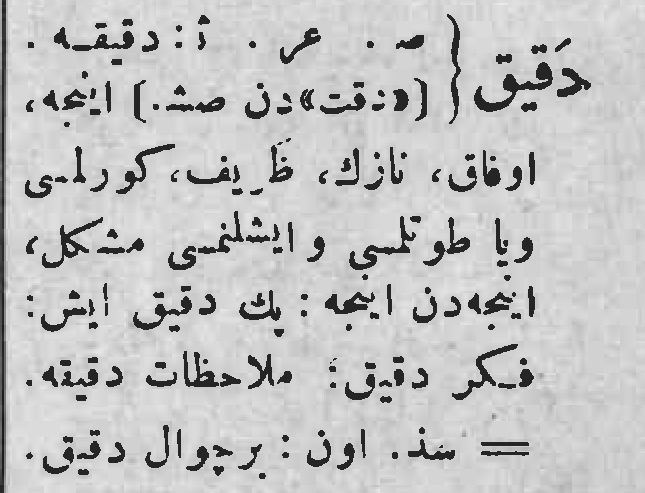 دَقیق } ص. عر. ژ: دقیقه.
[«دقت»دن صش.] اینجه،
اوفاق، نازك، ظریف، كورلمسی
ویا طوتلمسی و ایشلنمسی مشكل،
اینجه‌دن اینجه: پك دقیق ایش:
فكر دقیق؛ ملاحظات دقیقه.
= سذ. اون: برچوال دقیق.